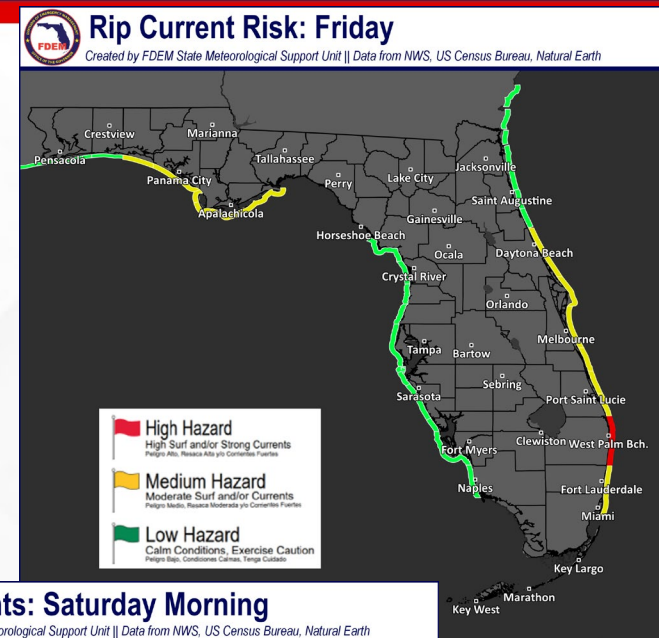 FDEM
Rip Current Risk: Friday
Created by FDEM State Meteorological Support Unit || Data from NWS, US Census Bureau, Natural Earth
Crestview
Marianna
Pensacola
Tallahassee
Jacksonville
Panama City
Perry
Lake City
Saint Augustine
Apalachicola
Gainesville
Horseshoe Beach
Ocala
Daytona Beach
Crystal River
Orlando
Melbourne
Tampa
Bartow
Sebring
Sarasota
Port Saint Lucie
Clewiston
West Palm Bch.
Fort Myers
Naples
Fort Lauderdale
Miami
Key Largo
Marathon
Key West
High Hazard
High Surf and/or Strong Currents
Peligro Alto, Resaca Alta y/o Corrientes Fuertes
Medium Hazard
Moderate Surf and/or Currents
Peligro Medio, Resaca Moderada y/o Corrientes Fuertes
Low Hazard
Calm Conditions, Exercise Caution
Peligro Bajo, Condiciones Calmas, Tenga Cuidado
nts: Saturday Morning
orological Support Unit || Data from NWS, US Census Bureau, Natural Earth